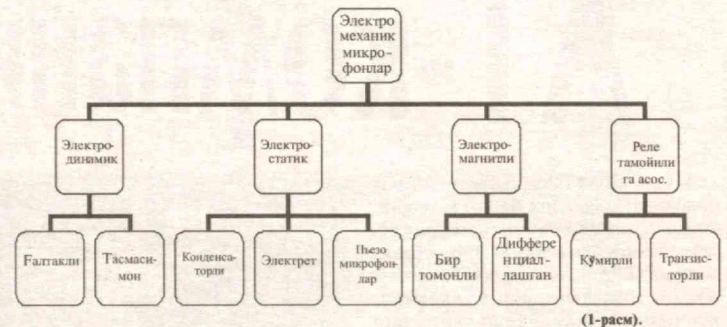 Электро
механик
микро-
фонлар
Электро-
динамик
Электро-
статик
Электро-
магнитли
Реле
тамойили
га асос.
Ғалтакли
Тасмаси-
мон
Конденса-
торли
Электрет
Пьезо
микрофон-
лар
Бир
томонли
Диффере
нциал-
лашган
Кўмирли
Транзис-
торли
(1-расм).